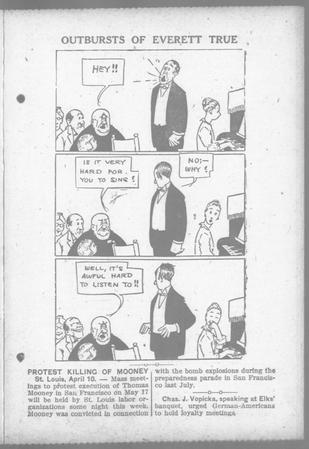 OUTBURSTS OF EVERETT TRUE
HEY!!
IS IT VERY
HARD FOR
YOU TO SING?
NO;—
WHY?
WELL, IT'S
AWFUL HARD
TO LISTEN TO!!
PROTEST KILLING OF MOONEY
St. Louis, April 10. — Mass meet-
ings to protest execution of Thomas
Mooney in San Francisco on May 17
will be held by St. Louis labor or-
ganizations some night this week.
Mooney was convicted in connection
with the bomb explosions during the
preparedness parade in San Francis-
co last July.
Chas. J. Vopicka, speaking at Elks'
banquet, urged German-Americans
to hold loyalty meetings